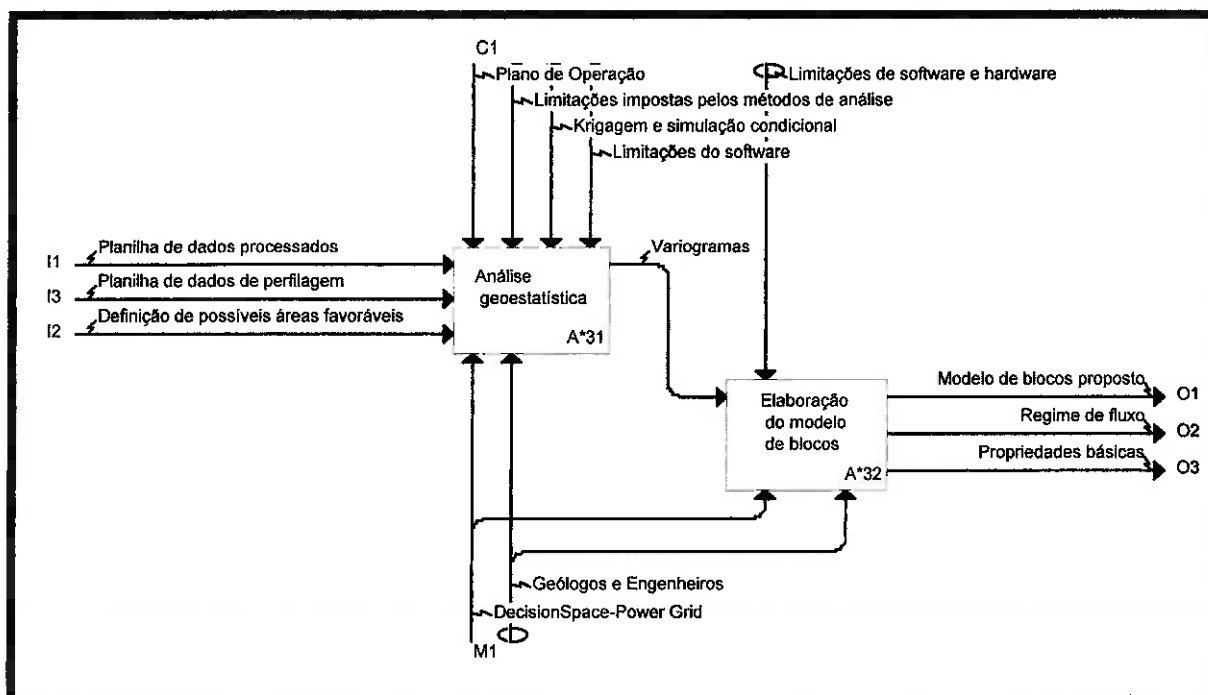 C1
Plano de Operação
Limitações de software e hardware
Limitações impostas pelos métodos de análise
Krigagem e simulação condicional
Limitações do software
I1
Planilha de dados processados
I3
Planilha de dados de perfilagem
I2
Definição de possíveis áreas favoráveis
Análise
geoestatística
A*31
Variogramas
Elaboração
do modelo
de blocos
A*32
Modelo de blocos proposto
O1
Regime de fluxo
O2
Propriedades básicas
O3
Geólogos e Engenheiros
DecisionSpace-Power Grid
M1